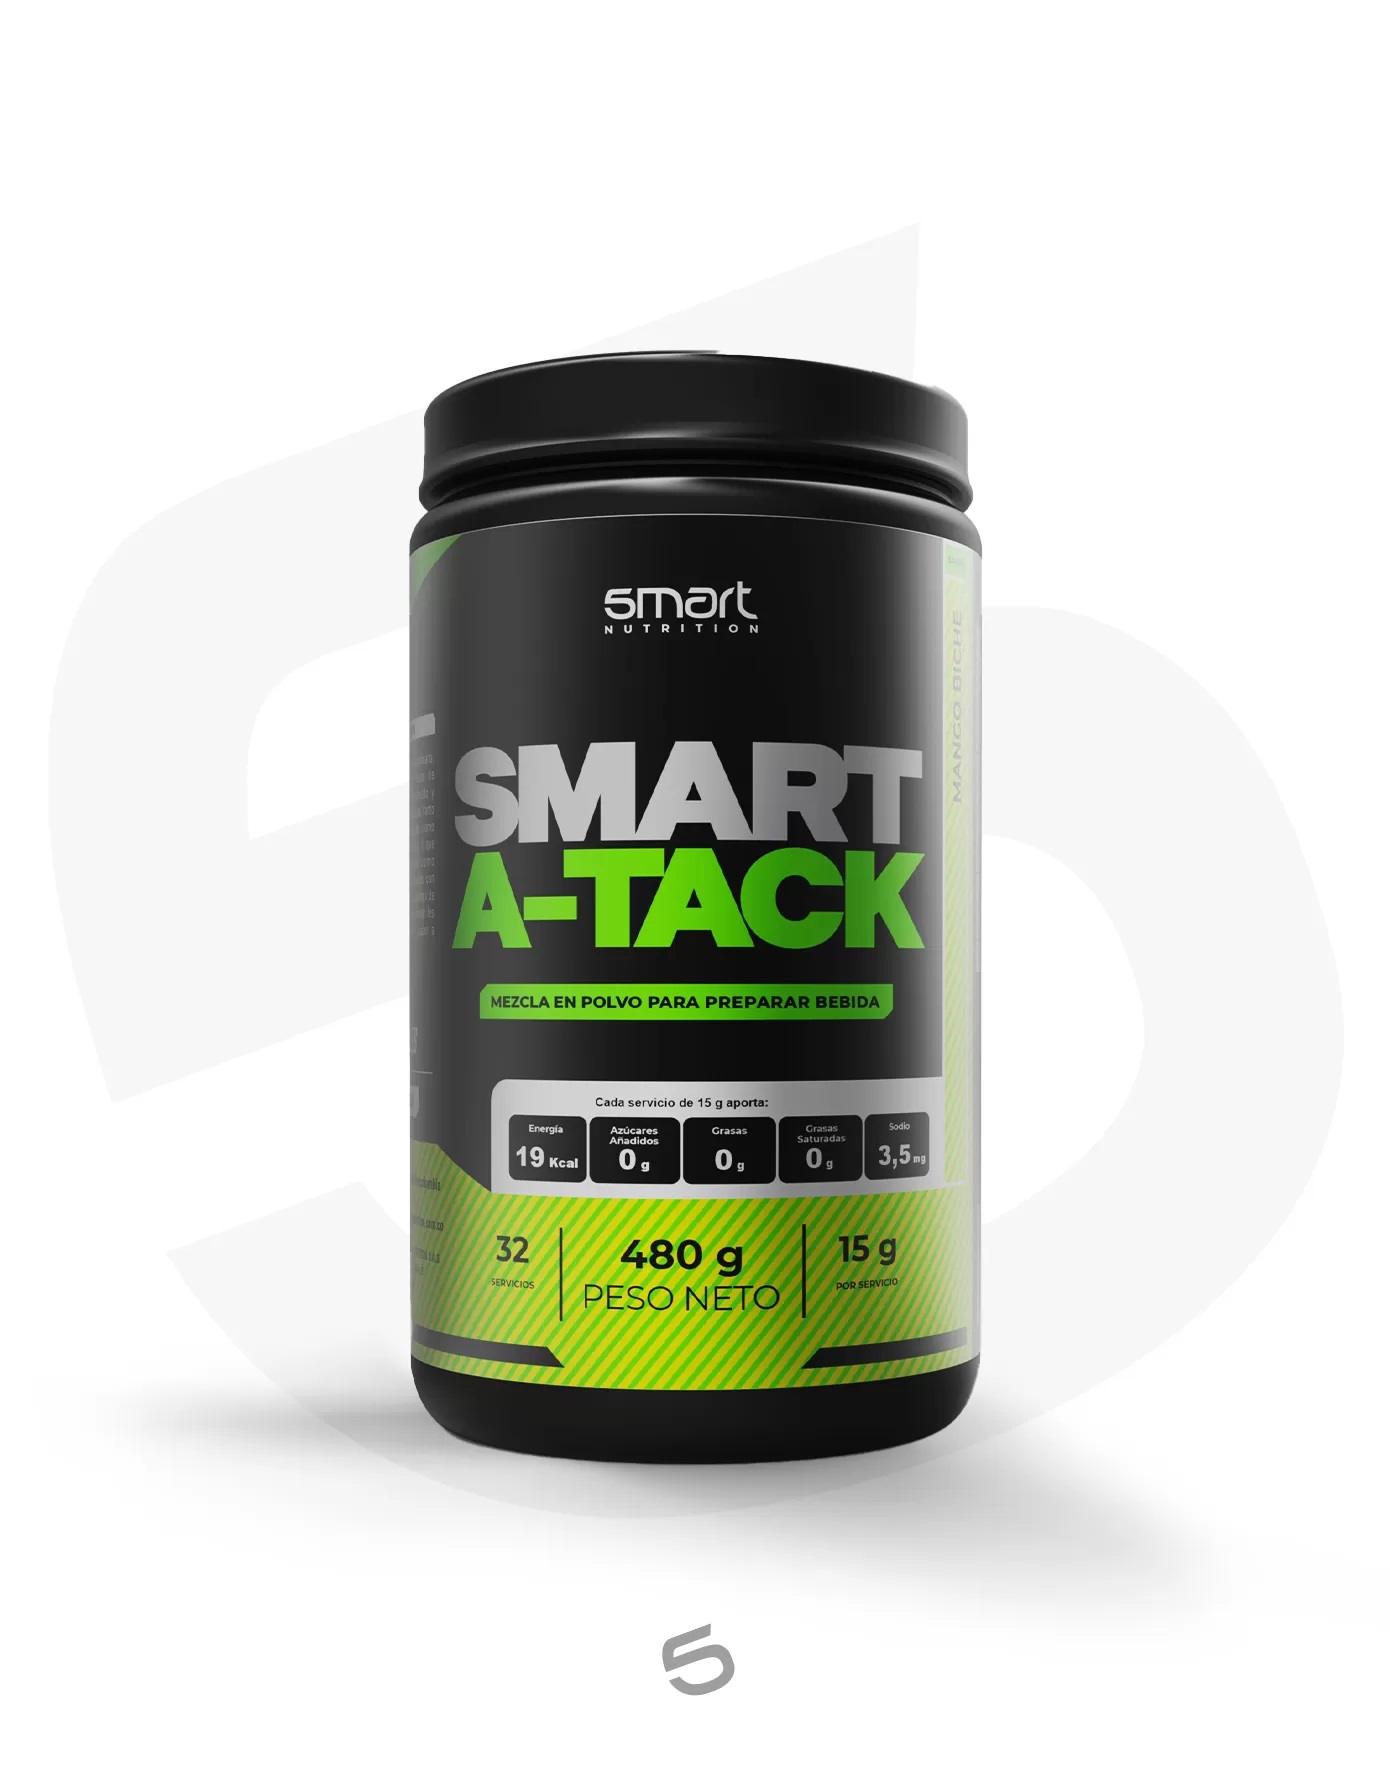 smart
NUTRITION
SMART
A-TACK
MEZCLA EN POLVO PARA PREPARAR BEBIDA
MANGO BICHE
Cada servicio de 15 g aporta:
Energía
19 Kcal
Azúcares
Añadidos
0 g
Grasas
0 g
Grasas
Saturadas
0 g
Sodio
3,5 mg
32
SERVICIOS
480 g
PESO NETO
15 g
POR SERVICIO